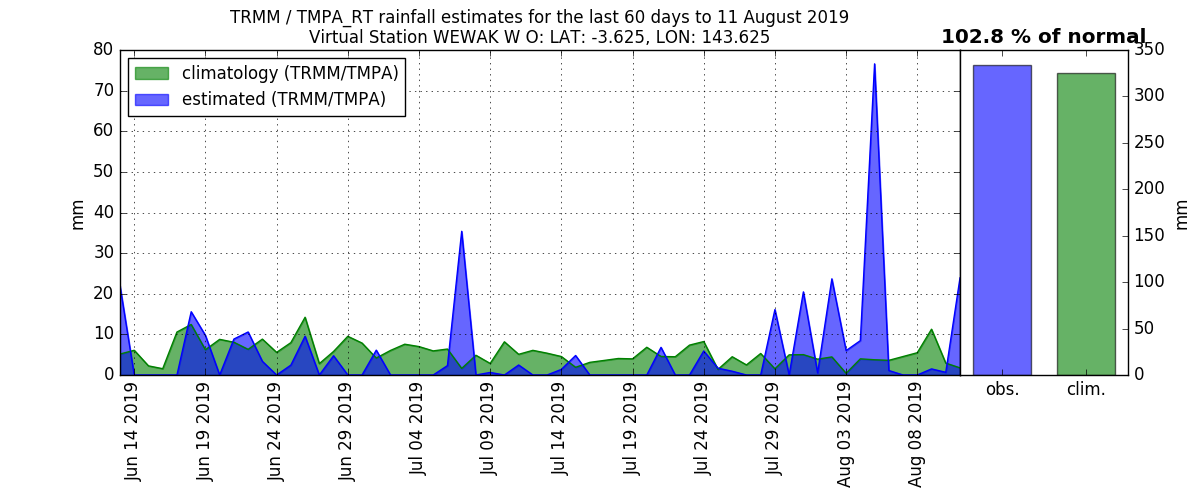 TRMM / TMPA_RT rainfall estimates for the last 60 days to 11 August 2019
Virtual Station WEWAK W O: LAT: -3.625, LON: 143.625
102.8 % of normal
climatology (TRMM/TMPA)
estimated (TRMM/TMPA)
80
70
60
50
40
30
20
10
0
mm
350
300
250
200
150
100
50
0
mm
Jun 14 2019
Jun 19 2019
Jun 24 2019
Jun 29 2019
Jul 04 2019
Jul 09 2019
Jul 14 2019
Jul 19 2019
Jul 24 2019
Jul 29 2019
Aug 03 2019
Aug 08 2019
obs.
clim.